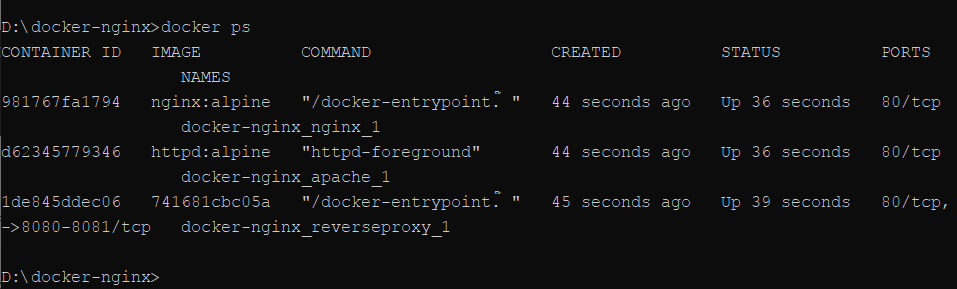 D:\docker-nginx>docker ps
CONTAINER ID   IMAGE          COMMAND                  CREATED          STATUS          PORTS
                  NAMES
981767fa1794   nginx:alpine   "/docker-entrypoint.~"   44 seconds ago   Up 36 seconds   80/tcp
                  docker-nginx_nginx_1
d62345779346   httpd:alpine   "httpd-foreground"       44 seconds ago   Up 36 seconds   80/tcp
                  docker-nginx_apache_1
1de845ddec06   741681cbc05a   "/docker-entrypoint.~"   45 seconds ago   Up 39 seconds   80/tcp,
->8080-8081/tcp   docker-nginx_reverseproxy_1
D:\docker-nginx>